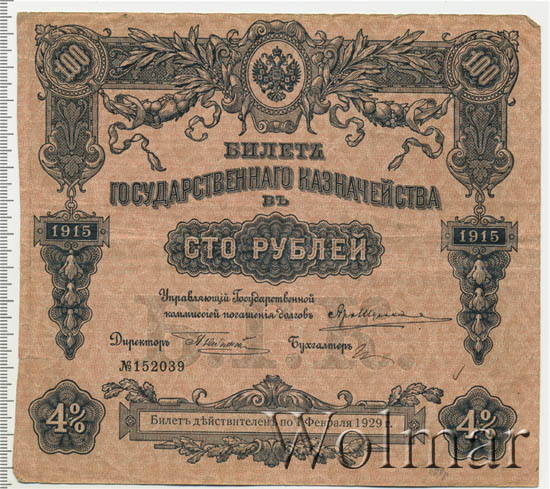 100 100
БИЛЕТЪ
ГОСУДАРСТВЕННАГО КАЗНАЧЕЙСТВА
ВЪ
1915 СТО РУБЛЕЙ 1915
Управляющій Государственной
коммиссіей погашенія долговъ
Директоръ Бухгалтеръ
№152039
4% 4%
Билетъ дѣйствителенъ по 1 Февраля 1929 г.
Wolmar